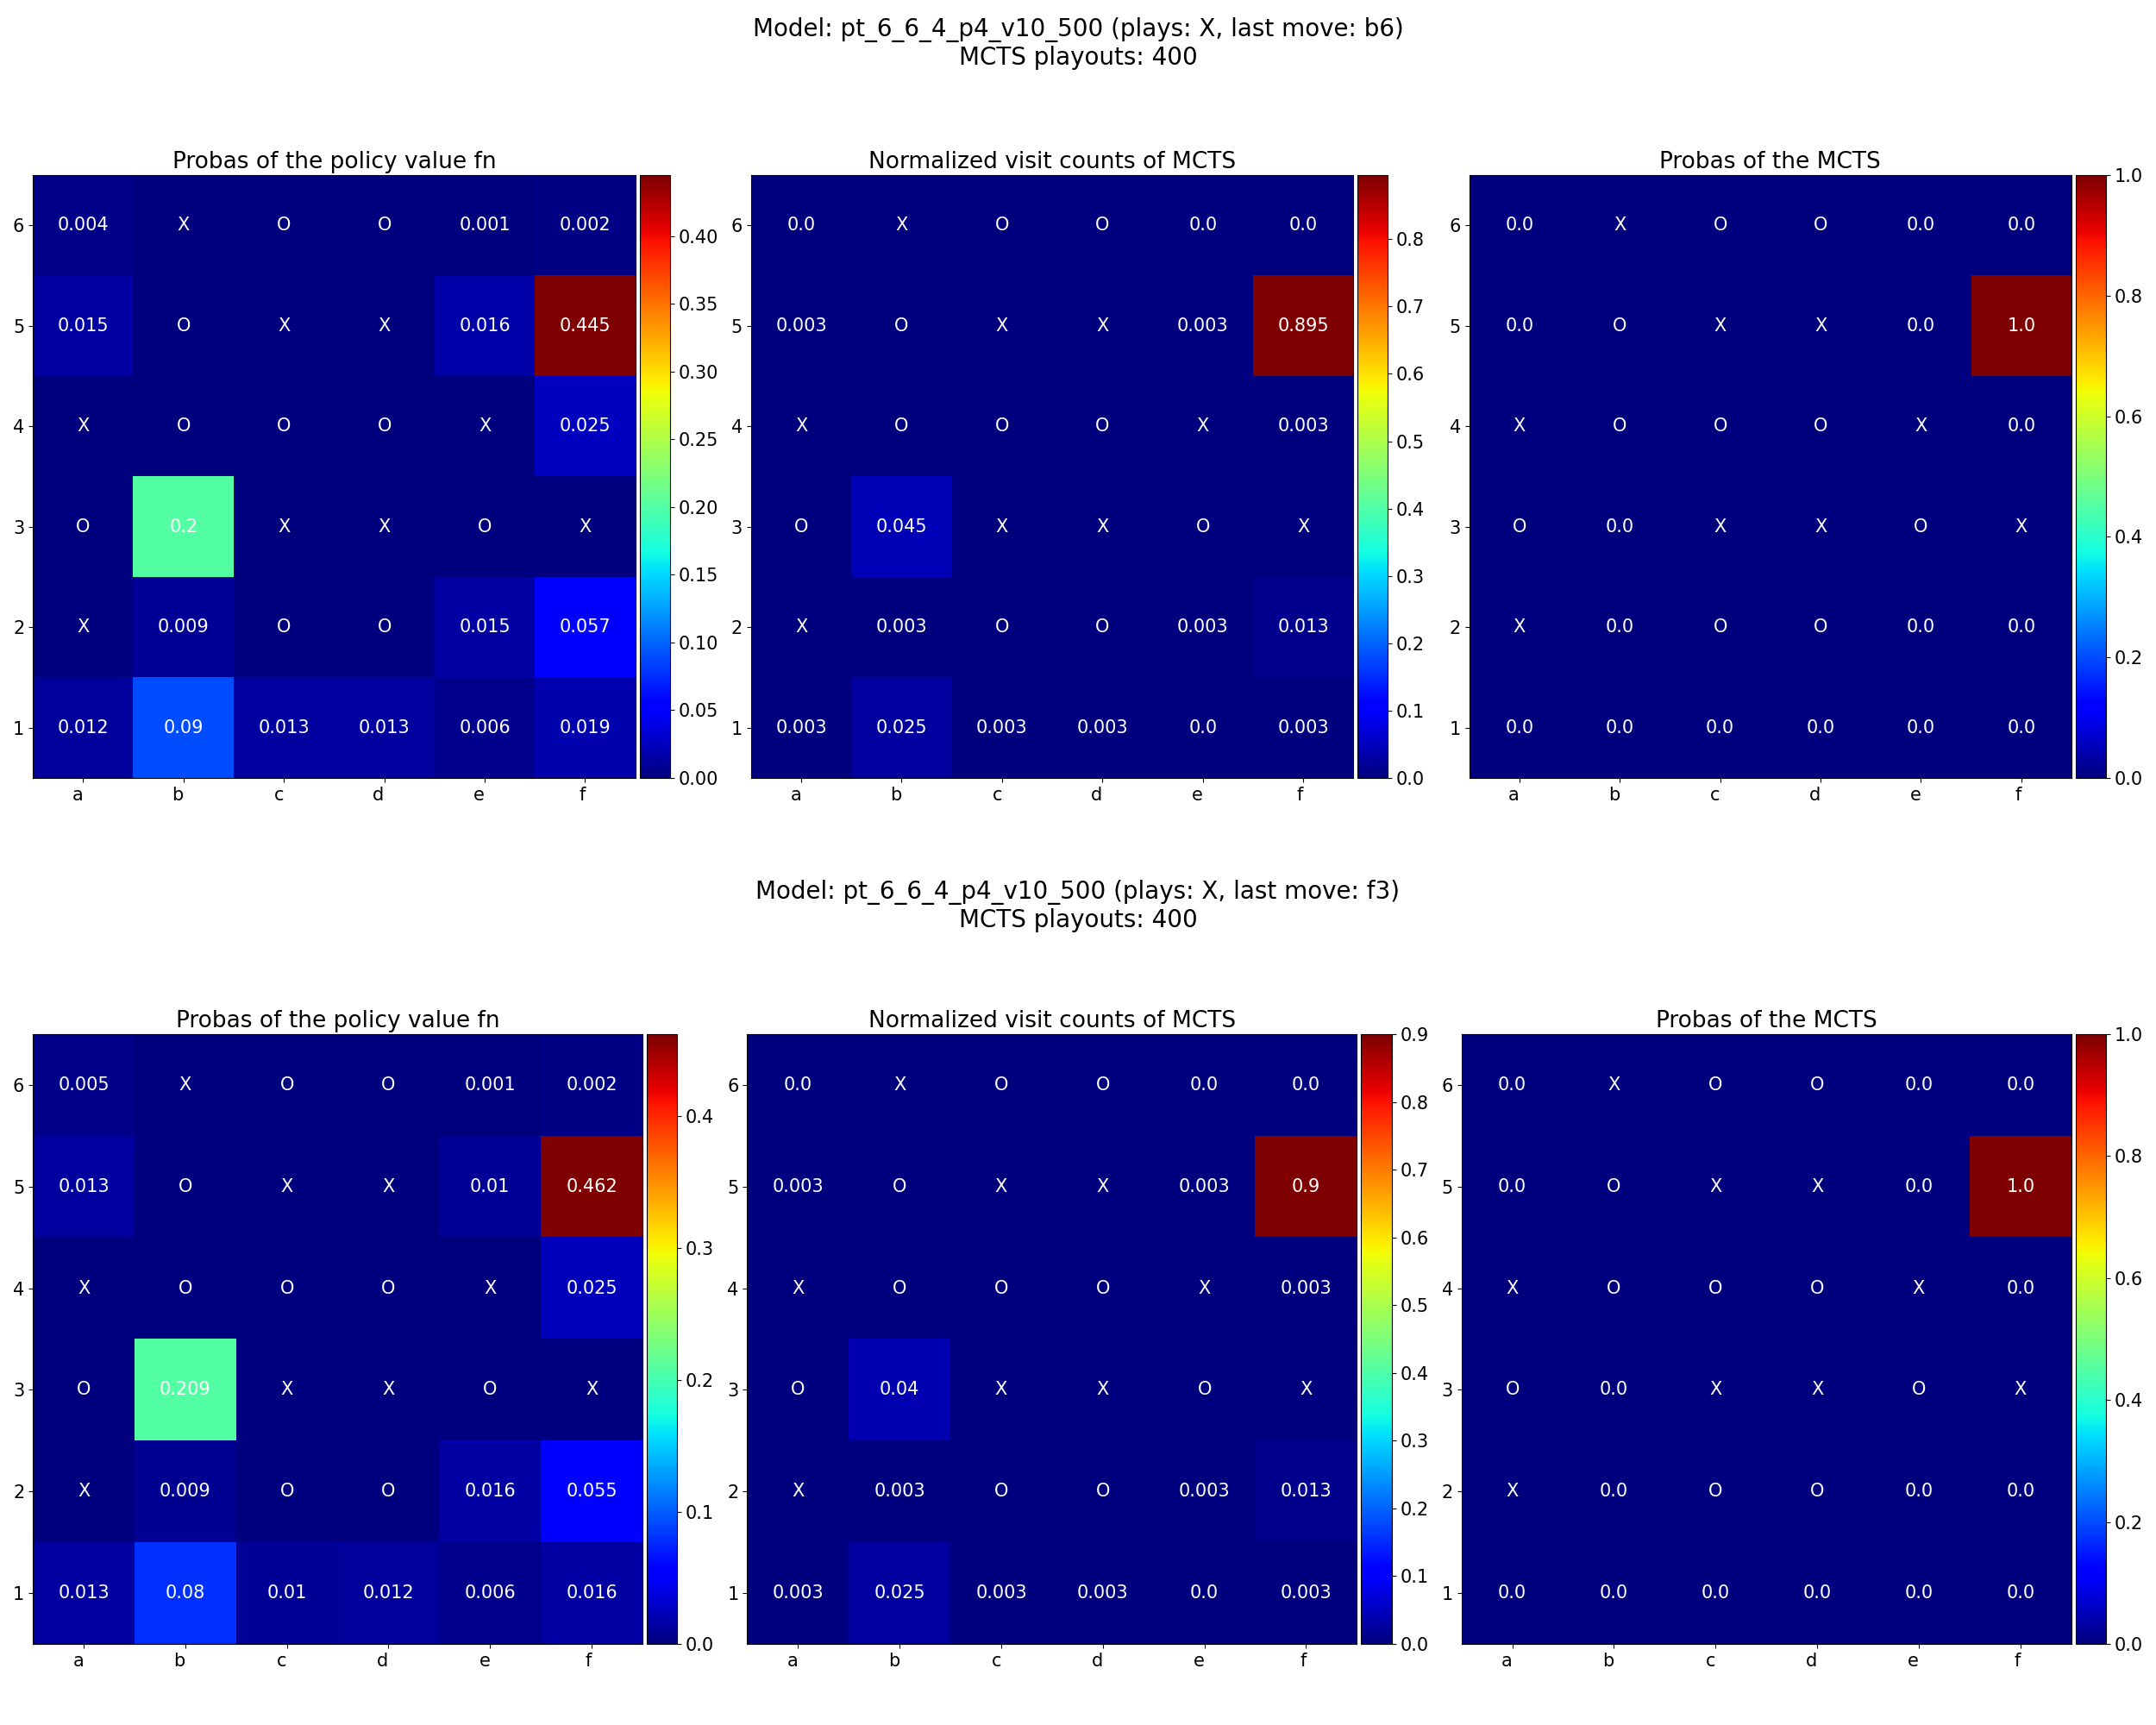 Model: pt_6_6_4_p4_v10_500 (plays: X, last move: b6)
MCTS playouts: 400
Probas of the policy value fn
6 0.004 X O O 0.001 0.002
5 0.015 O X X 0.016 0.445
4 X O O O X 0.025
3 O 0.2 X X O X
2 X 0.009 O O 0.015 0.057
1 0.012 0.09 0.013 0.013 0.006 0.019
a b c d e f
0.40
0.35
0.30
0.25
0.20
0.15
0.10
0.05
0.00
Normalized visit counts of MCTS
6 0.0 X O O 0.0 0.0
5 0.003 O X X 0.003 0.895
4 X O O O X 0.003
3 O 0.045 X X O X
2 X 0.003 O O 0.003 0.013
1 0.003 0.025 0.003 0.003 0.0 0.003
a b c d e f
0.8
0.7
0.6
0.5
0.4
0.3
0.2
0.1
0.0
Probas of the MCTS
6 0.0 X O O 0.0 0.0
5 0.0 O X X 0.0 1.0
4 X O O O X 0.0
3 O 0.0 X X O X
2 X 0.0 O O 0.0 0.0
1 0.0 0.0 0.0 0.0 0.0 0.0
a b c d e f
1.0
0.8
0.6
0.4
0.2
0.0
Model: pt_6_6_4_p4_v10_500 (plays: X, last move: f3)
MCTS playouts: 400
Probas of the policy value fn
6 0.005 X O O 0.001 0.002
5 0.013 O X X 0.01 0.462
4 X O O O X 0.025
3 O 0.209 X X O X
2 X 0.009 O O 0.016 0.055
1 0.013 0.08 0.01 0.012 0.006 0.016
a b c d e f
0.4
0.3
0.2
0.1
0.0
Normalized visit counts of MCTS
6 0.0 X O O 0.0 0.0
5 0.003 O X X 0.003 0.9
4 X O O O X 0.003
3 O 0.04 X X O X
2 X 0.003 O O 0.003 0.013
1 0.003 0.025 0.003 0.003 0.0 0.003
a b c d e f
0.9
0.8
0.7
0.6
0.5
0.4
0.3
0.2
0.1
0.0
Probas of the MCTS
6 0.0 X O O 0.0 0.0
5 0.0 O X X 0.0 1.0
4 X O O O X 0.0
3 O 0.0 X X O X
2 X 0.0 O O 0.0 0.0
1 0.0 0.0 0.0 0.0 0.0 0.0
a b c d e f
1.0
0.8
0.6
0.4
0.2
0.0